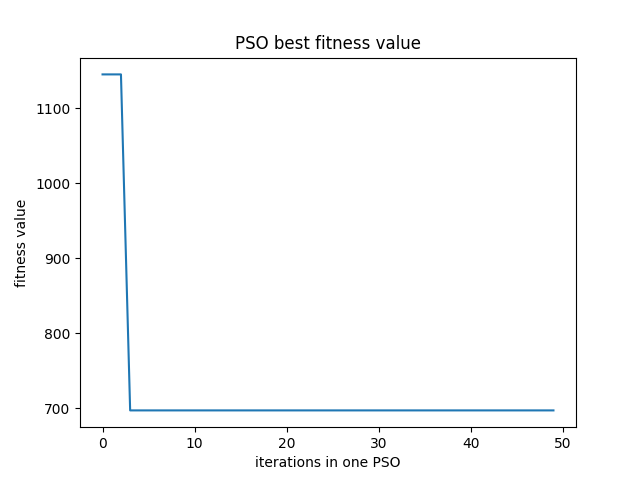 PSO best fitness value
fitness value
1100
1000
900
800
700
0 10 20 30 40 50
iterations in one PSO